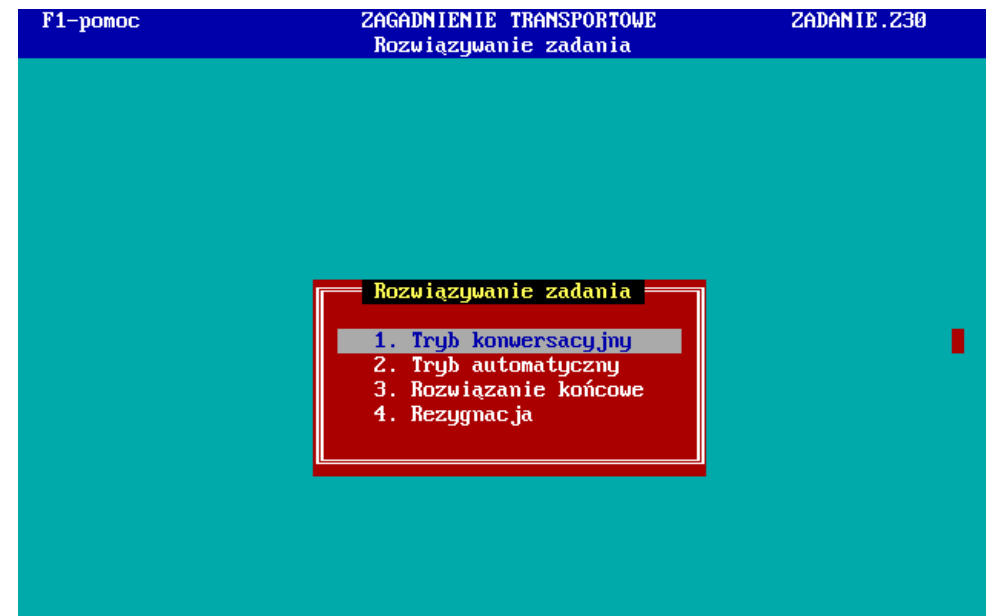 F1-pomoc ZAGADNIENIE TRANSPORTOWE ZADANIE.Z30
Rozwiązywanie zadania
Rozwiązywanie zadania
1. Tryb konwersacyjny
2. Tryb automatyczny
3. Rozwiązanie końcowe
4. Rezygnacja